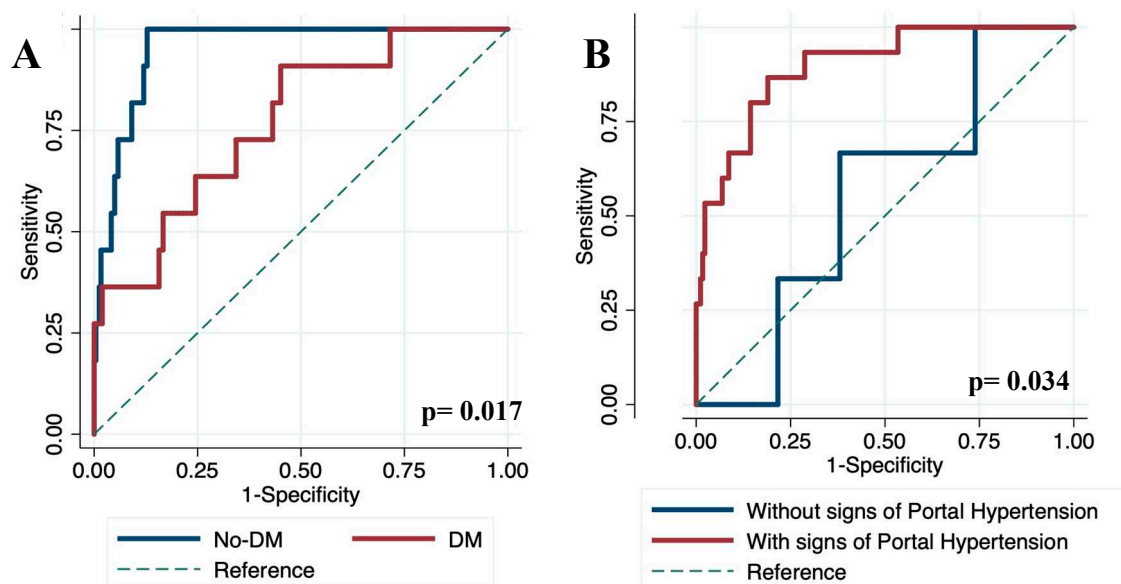 A
Sensitivity
1.00
0.75
0.50
0.25
0.00
p= 0.017
0.00 0.25 0.50 0.75 1.00
1-Specificity
No-DM DM
Reference
B
Sensitivity
0.75
0.50
0.25
0.00
p= 0.034
0.00 0.25 0.50 0.75 1.00
1-Specificity
Without signs of Portal Hypertension
With signs of Portal Hypertension
Reference